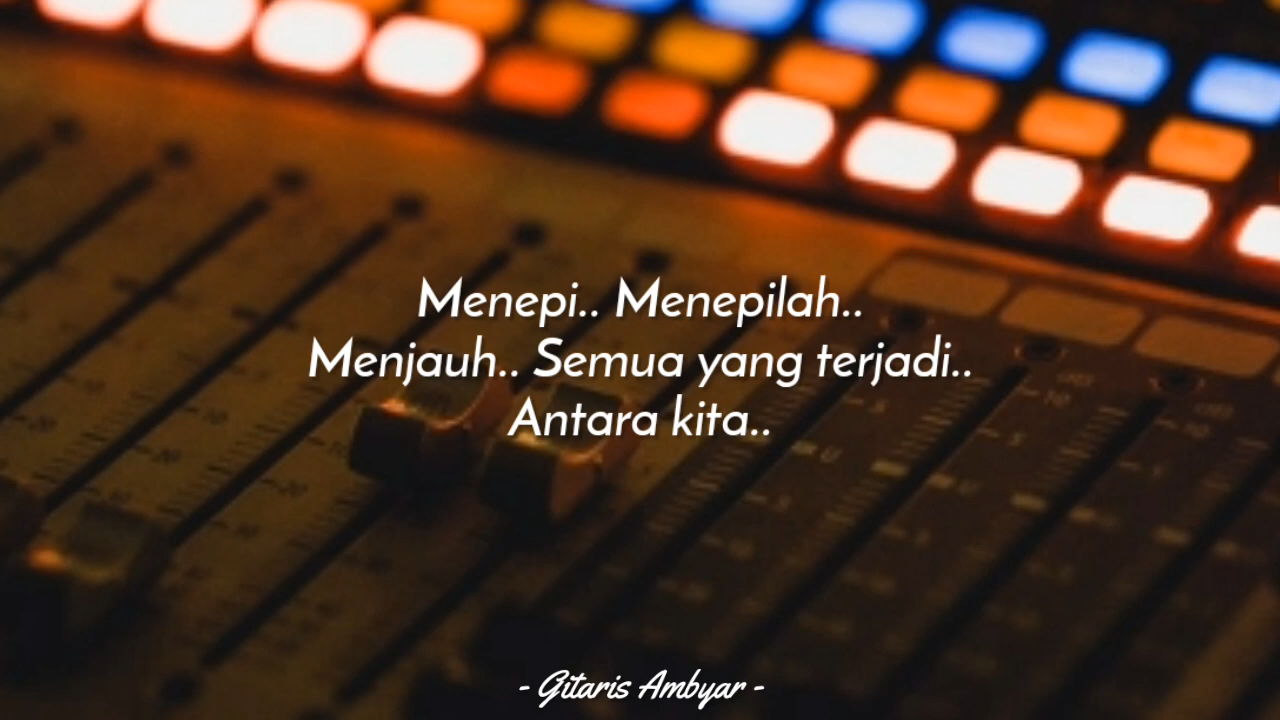 Menepi.. Menepilah..
Menjauh.. Semua yang terjadi..
Antara kita..
- Gitaris Ambyar -